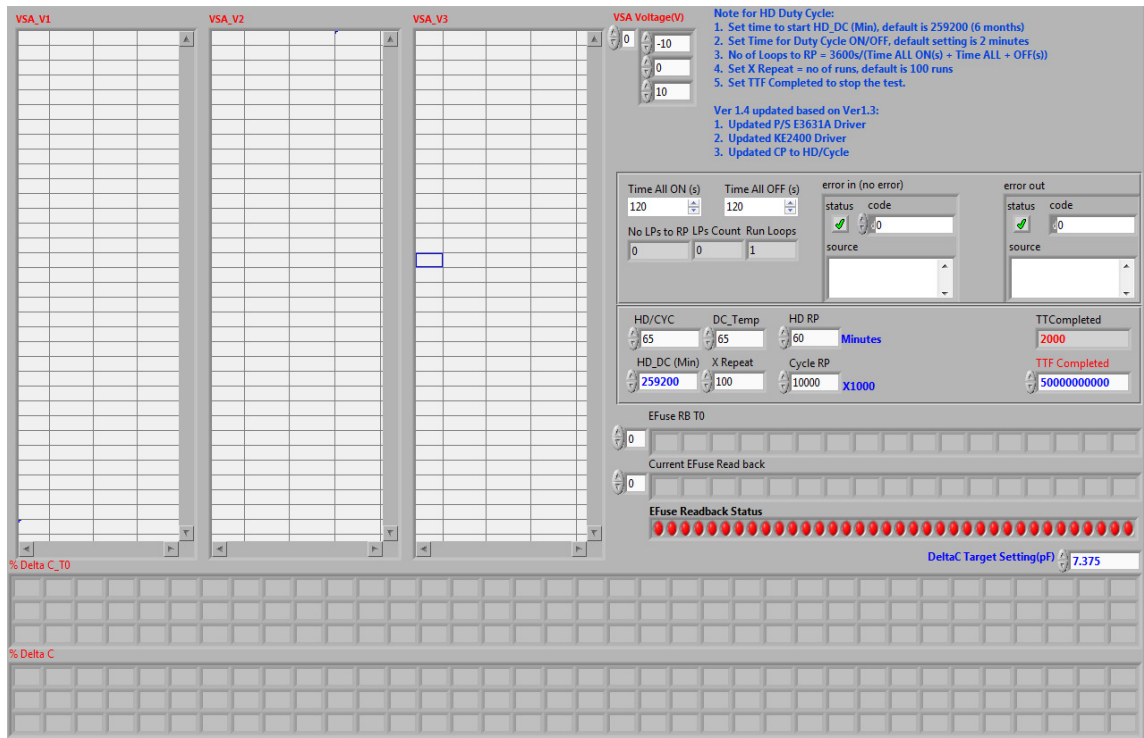 VSA_V1
VSA_V2
VSA_V3
VSA Voltage(V)
0
-10
0
10
Note for HD Duty Cycle:
1. Set time to start HD_DC (Min), default is 259200 (6 months)
2. Set Time for Duty Cycle ON/OFF, default setting is 2 minutes
3. No of Loops to RP = 3600s/(Time ALL ON(s) + Time ALL + OFF(s))
4. Set X Repeat = no of runs, default is 100 runs
5. Set TTF Completed to stop the test.
Ver 1.4 updated based on Ver1.3:
1. Updated P/S E3631A Driver
2. Updated KE2400 Driver
3. Updated CP to HD/Cycle
Time All ON (s)
Time All OFF (s)
120
120
No LPs to RP
LPs Count
Run Loops
0
0
1
error in (no error)
status
code
0
source
error out
status
code
0
source
HD/CYC
DC_Temp
HD RP
TTCompleted
65
65
60
Minutes
2000
HD_DC (Min)
X Repeat
Cycle RP
TTF Completed
259200
100
10000
X1000
50000000000
EFuse RB T0
0
Current EFuse Read back
0
EFuse Readback Status
DeltaC Target Setting(pF)
7.375
% Delta C_T0
% Delta C